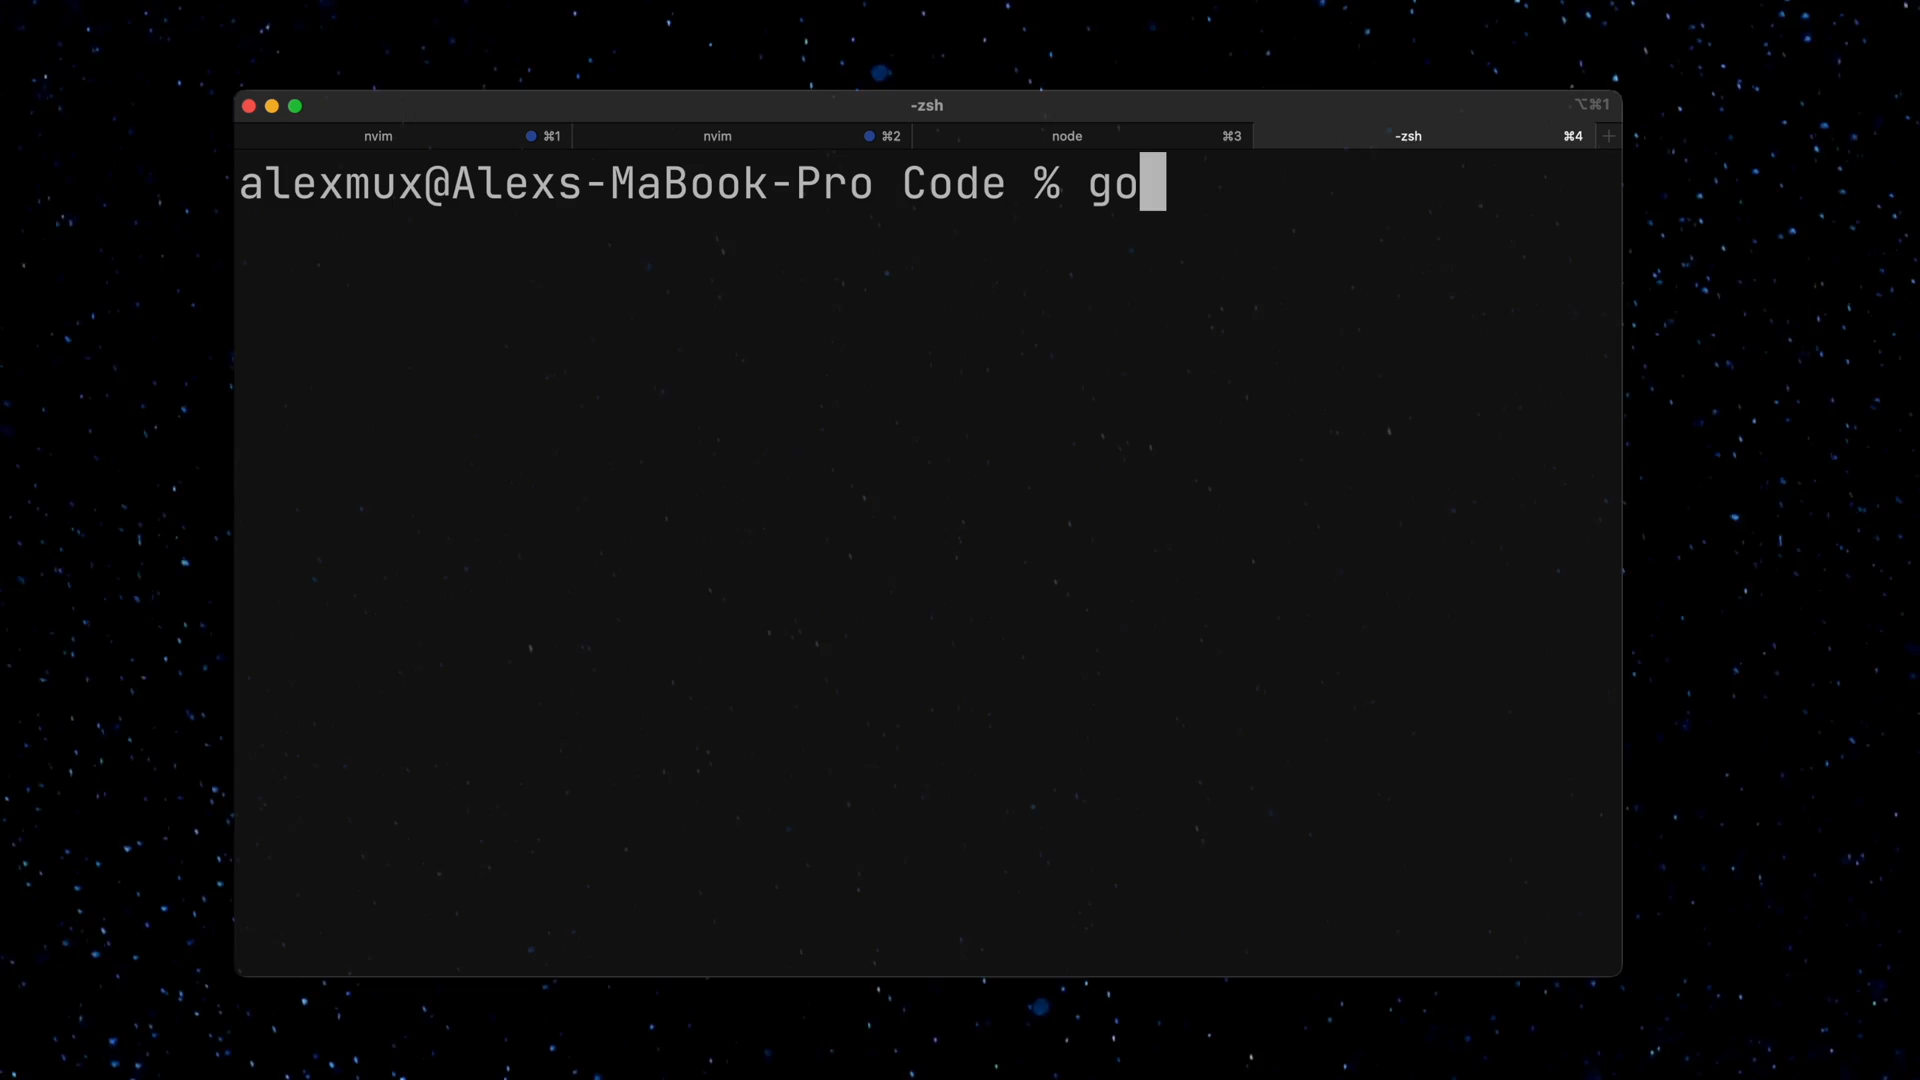 -zsh ⌥⌘1
nvim ⌘1 nvim ⌘2 node ⌘3 -zsh ⌘4 +
alexmux@Alexs-MaBook-Pro Code % go